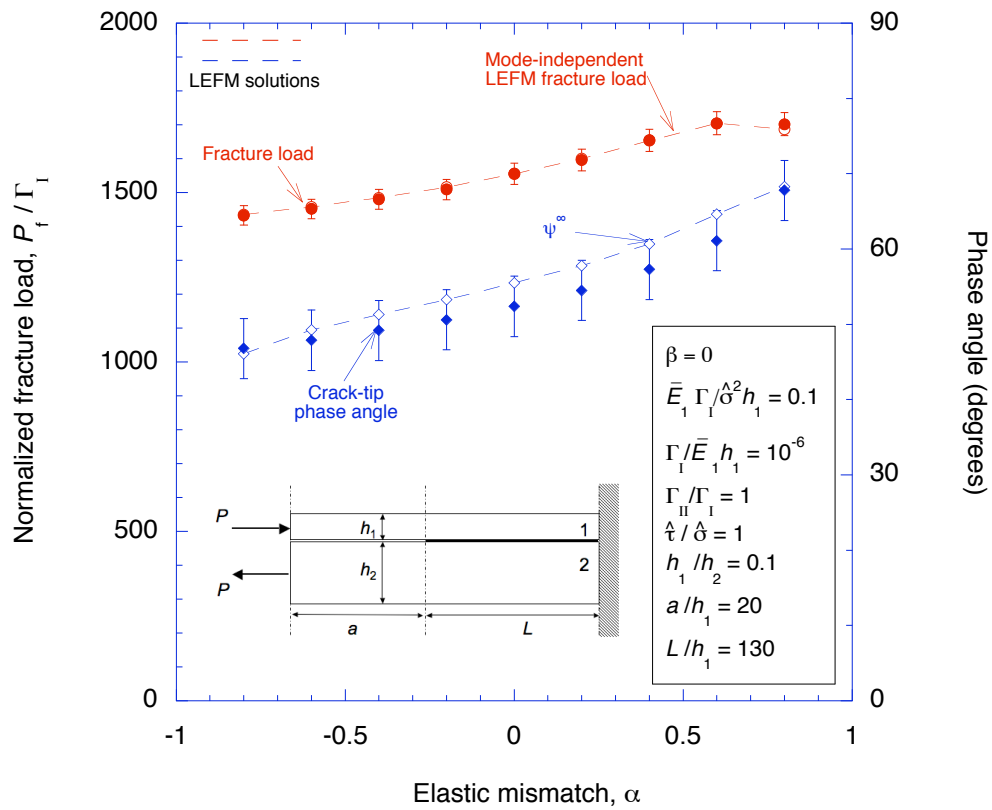 2000
1500
1000
500
0
Normalized fracture load, P_f / Γ_I
90
60
30
0
Phase angle (degrees)
-1
-0.5
0
0.5
1
Elastic mismatch, α
LEFM solutions
Mode-independent
LEFM fracture load
Fracture load
ψ^∞
Crack-tip
phase angle
P
P
h_1
h_2
1
2
a
L
β = 0
Ē_1 Γ_I/σ̂^2 h_1 = 0.1
Γ_I/Ē_1 h_1 = 10^-6
Γ_II/Γ_I = 1
τ̂ / σ̂ = 1
h_1/h_2 = 0.1
a/h_1 = 20
L/h_1 = 130